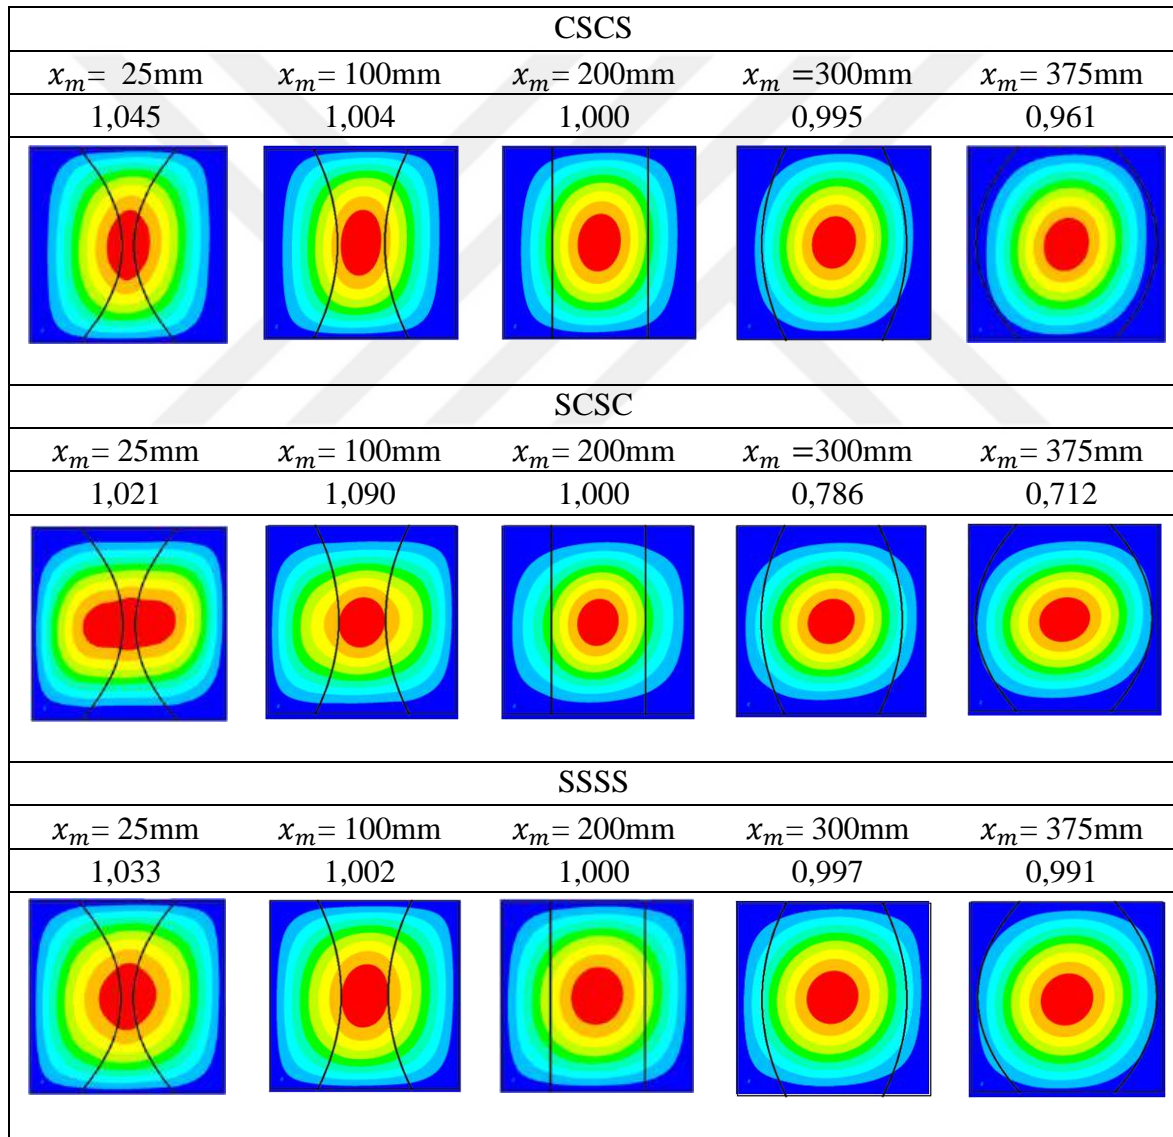 CSCS
x_m= 25mm x_m= 100mm x_m= 200mm x_m =300mm x_m= 375mm
1,045 1,004 1,000 0,995 0,961
SCSC
x_m= 25mm x_m= 100mm x_m= 200mm x_m =300mm x_m= 375mm
1,021 1,090 1,000 0,786 0,712
SSSS
x_m= 25mm x_m= 100mm x_m= 200mm x_m= 300mm x_m= 375mm
1,033 1,002 1,000 0,997 0,991